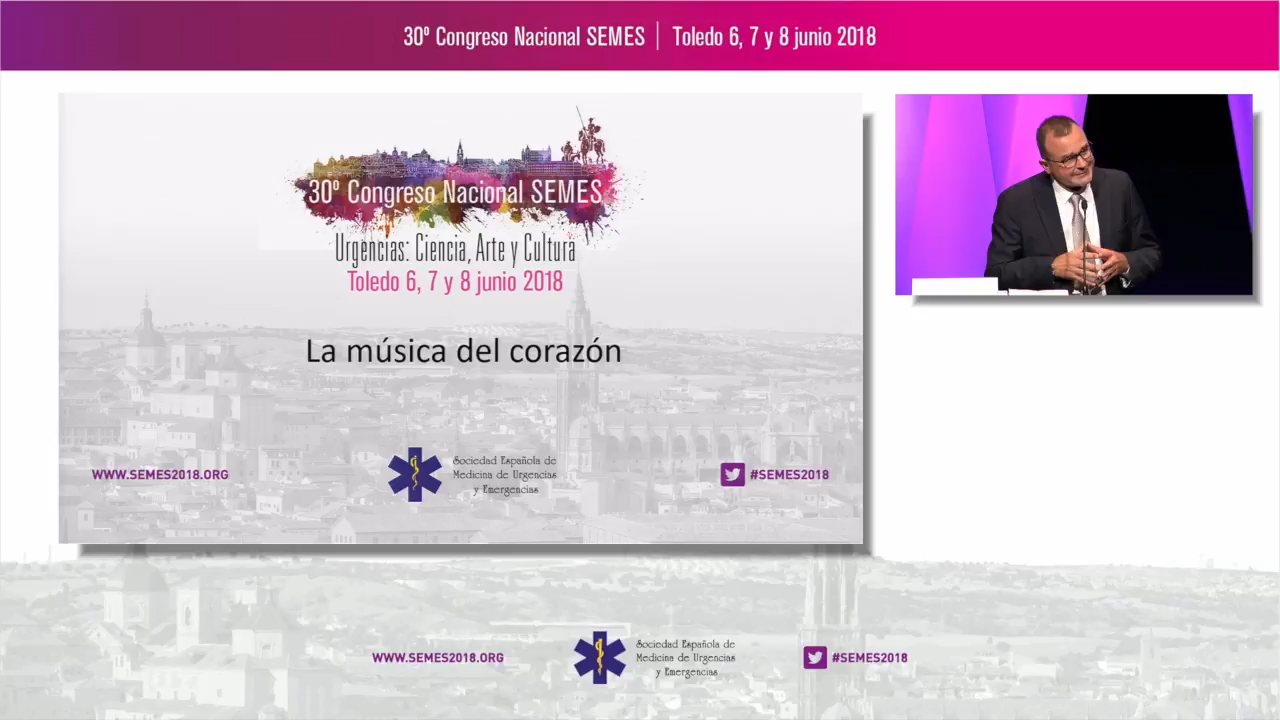 30º Congreso Nacional SEMES | Toledo 6, 7 y 8 junio 2018
30º Congreso Nacional SEMES
Urgencias: Ciencia, Arte y Cultura
Toledo 6, 7 y 8 junio 2018
La música del corazón
WWW.SEMES2018.ORG
Sociedad Española de
Medicina de Urgencias
y Emergencias
#SEMES2018
WWW.SEMES2018.ORG
Sociedad Española de
Medicina de Urgencias
y Emergencias
#SEMES2018